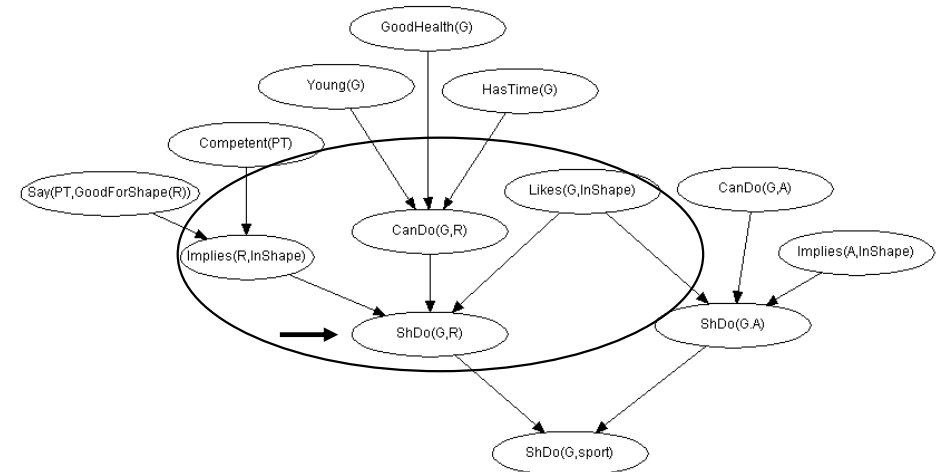 GoodHealth(G)
Young(G)
HasTime(G)
Competent(PT)
Say(PT,GoodForShape(R))
Likes(G,InShape)
CanDo(G,A)
CanDo(G,R)
Implies(R,InShape)
Implies(A,InShape)
ShDo(G,R)
ShDo(G.A)
ShDo(G,sport)